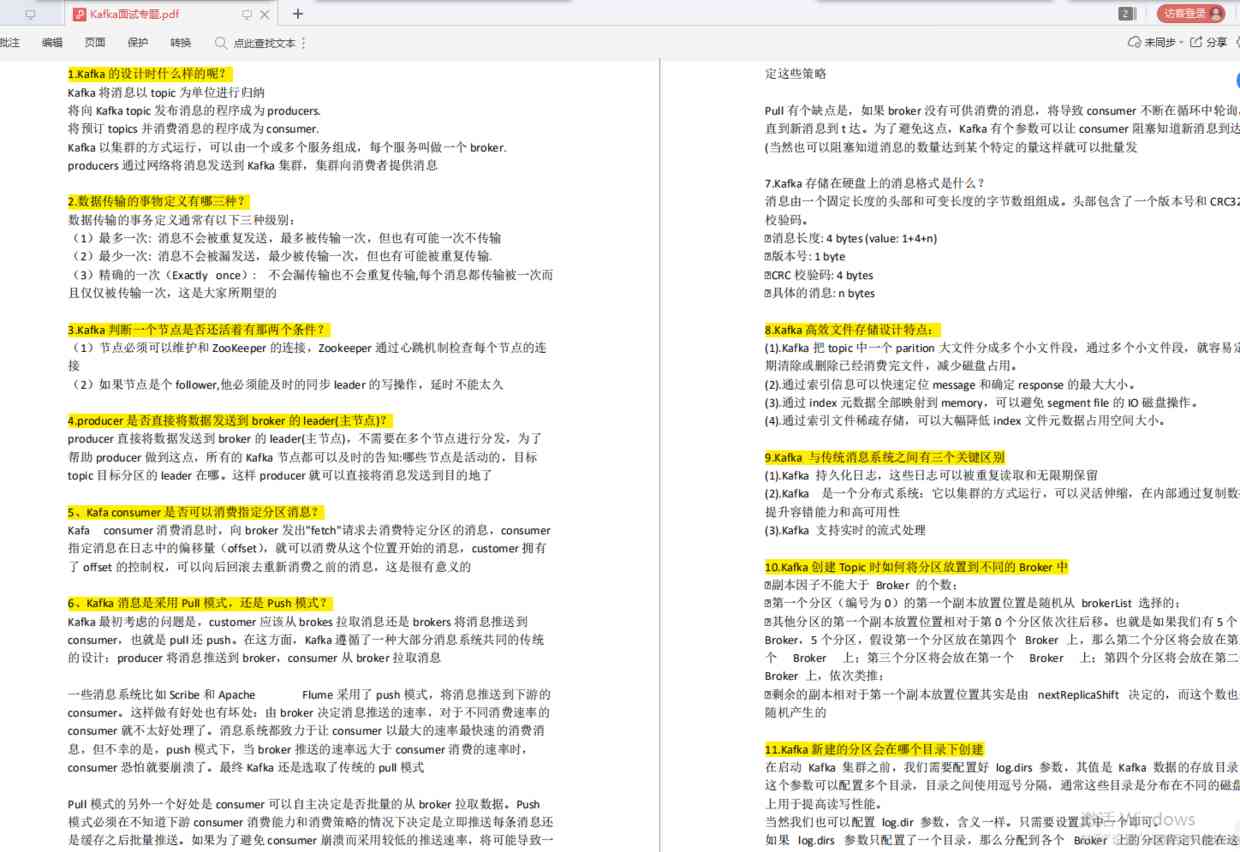 Kafka面试专题.pdf
2
访客登录
批注 编辑 页面 保护 转换 点此查找文本
未同步 分享
1.Kafka 的设计时什么样的呢？
Kafka 将消息以 topic 为单位进行归纳
将向 Kafka topic 发布消息的程序成为 producers.
将预订 topics 并消费消息的程序成为 consumer.
Kafka 以集群的方式运行，可以由一个或多个服务组成，每个服务叫做一个 broker.
producers 通过网络将消息发送到 Kafka 集群，集群向消费者提供消息
2.数据传输的事物定义有哪三种？
数据传输的事务定义通常有以下三种级别：
（1）最多一次: 消息不会被重复发送，最多被传输一次，但也有可能一次不传输
（2）最少一次: 消息不会被漏发送，最少被传输一次，但也有可能被重复传输.
（3）精确的一次（Exactly once）: 不会漏传输也不会重复传输,每个消息都传输被一次而
且仅仅被传输一次，这是大家所期望的
3.Kafka 判断一个节点是否还活着有那两个条件？
（1）节点必须可以维护和 ZooKeeper 的连接，Zookeeper 通过心跳机制检查每个节点的连
接
（2）如果节点是个 follower,他必须能及时的同步 leader 的写操作，延时不能太久
4.producer 是否直接将数据发送到 broker 的 leader(主节点)？
producer 直接将数据发送到 broker 的 leader(主节点)，不需要在多个节点进行分发，为了
帮助 producer 做到这点，所有的 Kafka 节点都可以及时的告知:哪些节点是活动的，目标
topic 目标分区的 leader 在哪。这样 producer 就可以直接将消息发送到目的地了
5、Kafa consumer 是否可以消费指定分区消息？
Kafa consumer 消费消息时，向 broker 发出"fetch"请求去消费特定分区的消息，consumer
指定消息在日志中的偏移量（offset），就可以消费从这个位置开始的消息，customer 拥有
了 offset 的控制权，可以向后回滚去重新消费之前的消息，这是很有意义的
6、Kafka 消息是采用 Pull 模式，还是 Push 模式？
Kafka 最初考虑的问题是，customer 应该从 brokes 拉取消息还是 brokers 将消息推送到
consumer，也就是 pull 还 push。在这方面，Kafka 遵循了一种大部分消息系统共同的传统
的设计：producer 将消息推送到 broker，consumer 从 broker 拉取消息
一些消息系统比如 Scribe 和 Apache Flume 采用了 push 模式，将消息推送到下游的
consumer。这样做有好处也有坏处：由 broker 决定消息推送的速率，对于不同消费速率的
consumer 就不太好处理了。消息系统都致力于让 consumer 以最大的速率最快速的消费消
息，但不幸的是，push 模式下，当 broker 推送的速率远大于 consumer 消费的速率时，
consumer 恐怕就要崩溃了。最终 Kafka 还是选取了传统的 pull 模式
Pull 模式的另外一个好处是 consumer 可以自主决定是否批量的从 broker 拉取数据。Push
模式必须在不知道下游 consumer 消费能力和消费策略的情况下决定是立即推送每条消息还
是缓存之后批量推送。如果为了避免 consumer 崩溃而采用较低的推送速率，将可能导致一
定这些策略
Pull 有个缺点是，如果 broker 没有可供消费的消息，将导致 consumer 不断在循环中轮询，
直到新消息到 t 达。为了避免这点，Kafka 有个参数可以让 consumer 阻塞知道新消息到达
(当然也可以阻塞知道消息的数量达到某个特定的量这样就可以批量发
7.Kafka 存储在硬盘上的消息格式是什么？
消息由一个固定长度的头部和可变长度的字节数组组成。头部包含了一个版本号和 CRC32
校验码。
消息长度: 4 bytes (value: 1+4+n)
版本号: 1 byte
CRC 校验码: 4 bytes
具体的消息: n bytes
8.Kafka 高效文件存储设计特点：
(1).Kafka 把 topic 中一个 parition 大文件分成多个小文件段，通过多个小文件段，就容易定
期清除或删除已经消费完文件，减少磁盘占用。
(2).通过索引信息可以快速定位 message 和确定 response 的最大大小。
(3).通过 index 元数据全部映射到 memory，可以避免 segment file 的 IO 磁盘操作。
(4).通过索引文件稀疏存储，可以大幅降低 index 文件元数据占用空间大小。
9.Kafka 与传统消息系统之间有三个关键区别
(1).Kafka 持久化日志，这些日志可以被重复读取和无限期保留
(2).Kafka 是一个分布式系统：它以集群的方式运行，可以灵活伸缩，在内部通过复制数
提升容错能力和高可用性
(3).Kafka 支持实时的流式处理
10.Kafka 创建 Topic 时如何将分区放置到不同的 Broker 中
副本因子不能大于 Broker 的个数；
第一个分区（编号为 0）的第一个副本放置位置是随机从 brokerList 选择的；
其他分区的第一个副本放置位置相对于第 0 个分区依次往后移。也就是如果我们有 5 个
Broker，5 个分区，假设第一个分区放在第四个 Broker 上，那么第二个分区将会放在第
个 Broker 上；第三个分区将会放在第一个 Broker 上；第四个分区将会放在第二
Broker 上，依次类推；
剩余的副本相对于第一个副本放置位置其实是由 nextReplicaShift 决定的，而这个数也
随机产生的
11.Kafka 新建的分区会在哪个目录下创建
在启动 Kafka 集群之前，我们需要配置好 log.dirs 参数，其值是 Kafka 数据的存放目录
这个参数可以配置多个目录，目录之间使用逗号分隔，通常这些目录是分布在不同的磁盘
上用于提高读写性能。
当然我们也可以配置 log.dir 参数，含义一样。只需要设置其中一个即可。
如果 log.dirs 参数只配置了一个目录，那么分配到各个 Broker 上的分区肯定只能在这
激活 Windows